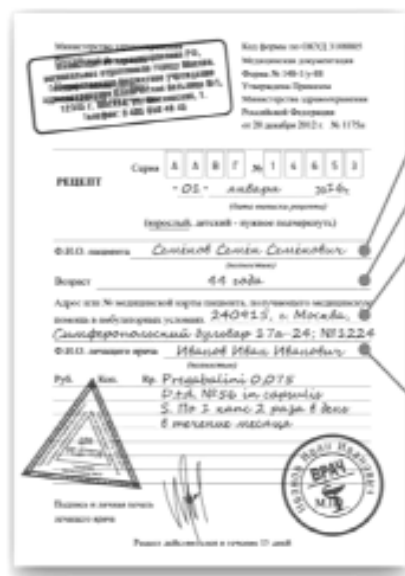 Министерство здравоохранения
Код формы по ОКУД 3108805
Медицинская документация
Форма № 148-1/у-88
Утверждена Приказом
Министерства здравоохранения
Российской Федерации
от 20 декабря 2012 г. № 1175н
РЕЦЕПТ
Серия А А В Г № 1 4 6 5 3
- 01 - января 2016г
(дата выписки рецепта)
(взрослый, детский - нужное подчеркнуть)
Ф.И.О. пациента Семёнов Семён Семёнович
(полностью)
Возраст 44 года
Адрес или № медицинской карты пациента, получающего медицинскую
помощь в амбулаторных условиях 240915, г. Москва,
Симферопольский бульвар 17а-24; №1224
Ф.И.О. лечащего врача Иванов Иван Иванович
(полностью)
Руб. Коп. Rp. Pregabalini 0,075
D.t.d. №56 in capsulis
S. По 1 капс 2 раза в день
в течение месяца
Иванов Иван Иванович
ВРАЧ
М.П.
Подпись и личная печать
лечащего врача
Рецепт действителен в течение 15 дней